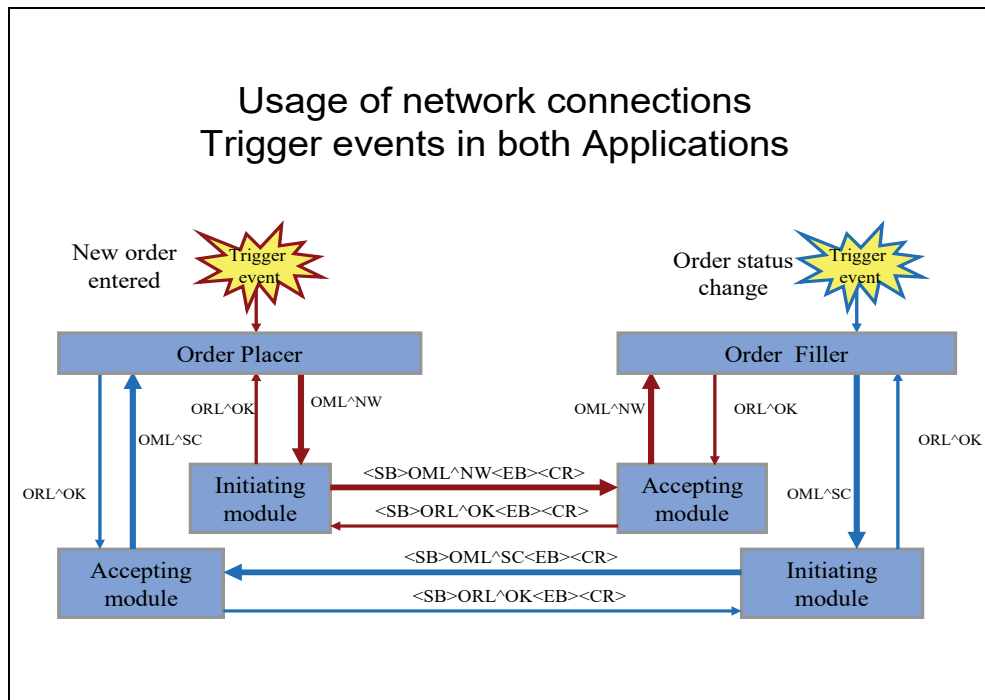 Usage of network connections
Trigger events in both Applications
New order
entered
Trigger
event
Order status
change
Trigger
event
Order Placer
Order  Filler
ORL^OK
OML^SC
ORL^OK
OML^NW
OML^NW
ORL^OK
OML^SC
ORL^OK
Initiating
module
<SB>OML^NW<EB><CR>
<SB>ORL^OK<EB><CR>
Accepting
module
Accepting
module
<SB>OML^SC<EB><CR>
<SB>ORL^OK<EB><CR>
Initiating
module